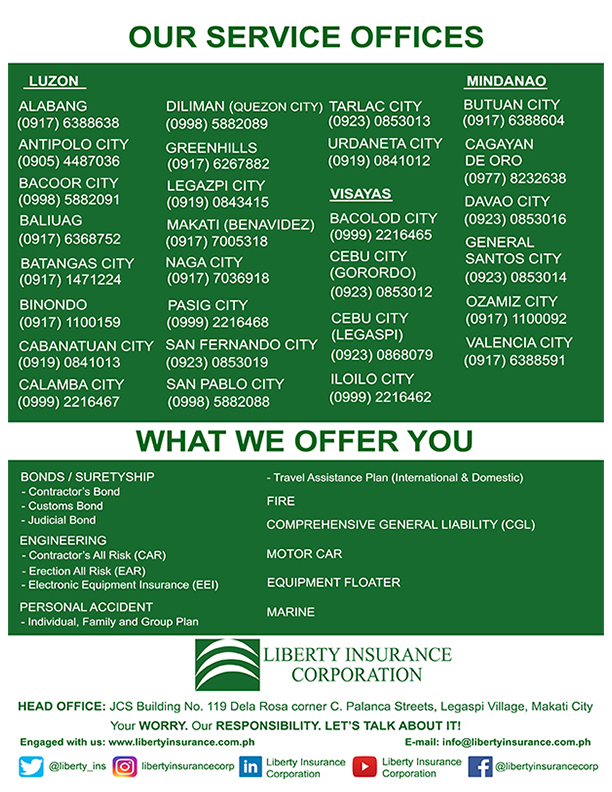 OUR SERVICE OFFICES
LUZON
ALABANG
(0917) 6388638
ANTIPOLO CITY
(0905) 4487036
BACOOR CITY
(0998) 5882091
BALIUAG
(0917) 6368752
BATANGAS CITY
(0917) 1471224
BINONDO
(0917) 1100159
CABANATUAN CITY
(0919) 0841013
CALAMBA CITY
(0999) 2216467
DILIMAN (QUEZON CITY)
(0998) 5882089
GREENHILLS
(0917) 6267882
LEGAZPI CITY
(0919) 0843415
MAKATI (BENAVIDEZ)
(0917) 7005318
NAGA CITY
(0917) 7036918
PASIG CITY
(0999) 2216468
SAN FERNANDO CITY
(0923) 0853019
SAN PABLO CITY
(0998) 5882088
TARLAC CITY
(0923) 0853013
URDANETA CITY
(0919) 0841012
VISAYAS
BACOLOD CITY
(0999) 2216465
CEBU CITY
(GORORDO)
(0923) 0853012
CEBU CITY
(LEGASPI)
(0923) 0868079
ILOILO CITY
(0999) 2216462
MINDANAO
BUTUAN CITY
(0917) 6388604
CAGAYAN
DE ORO
(0977) 8232638
DAVAO CITY
(0923) 0853016
GENERAL
SANTOS CITY
(0923) 0853014
OZAMIZ CITY
(0917) 1100092
VALENCIA CITY
(0917) 6388591
WHAT WE OFFER YOU
BONDS / SURETYSHIP
- Contractor's Bond
- Customs Bond
- Judicial Bond
ENGINEERING
- Contractor's All Risk (CAR)
- Erection All Risk (EAR)
- Electronic Equipment Insurance (EEI)
PERSONAL ACCIDENT
- Individual, Family and Group Plan
- Travel Assistance Plan (International & Domestic)
FIRE
COMPREHENSIVE GENERAL LIABILITY (CGL)
MOTOR CAR
EQUIPMENT FLOATER
MARINE
LIBERTY INSURANCE
CORPORATION
HEAD OFFICE: JCS Building No. 119 Dela Rosa corner C. Palanca Streets, Legaspi Village, Makati City
Your WORRY. Our RESPONSIBILITY. LET'S TALK ABOUT IT!
Engaged with us: www.libertyinsurance.com.ph
E-mail: info@libertyinsurance.com.ph
@liberty_ins
libertyinsurancecorp
Liberty Insurance
Corporation
Liberty Insurance
Corporation
@libertyinsurancecorp